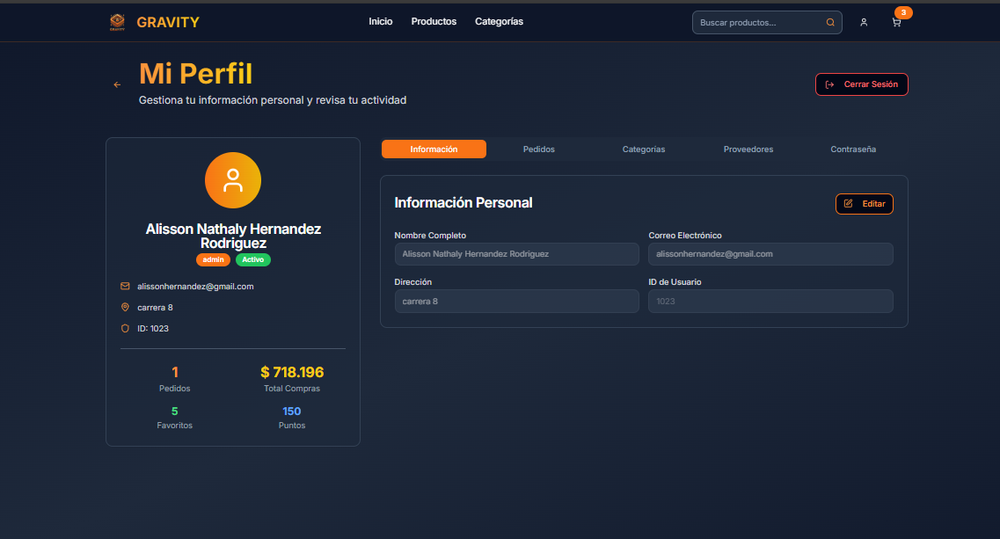 GRAVITY
GRAVITY
Inicio
Productos
Categorías
Buscar productos...
3
Mi Perfil
Gestiona tu información personal y revisa tu actividad
Cerrar Sesión
Alisson Nathaly Hernandez
Rodriguez
admin
Activo
alissonhernandez@gmail.com
carrera 8
ID: 1023
1
Pedidos
$ 718.196
Total Compras
5
Favoritos
150
Puntos
Información
Pedidos
Categorías
Proveedores
Contraseña
Información Personal
Editar
Nombre Completo
Alisson Nathaly Hernandez Rodriguez
Correo Electrónico
alissonhernandez@gmail.com
Dirección
carrera 8
ID de Usuario
1023